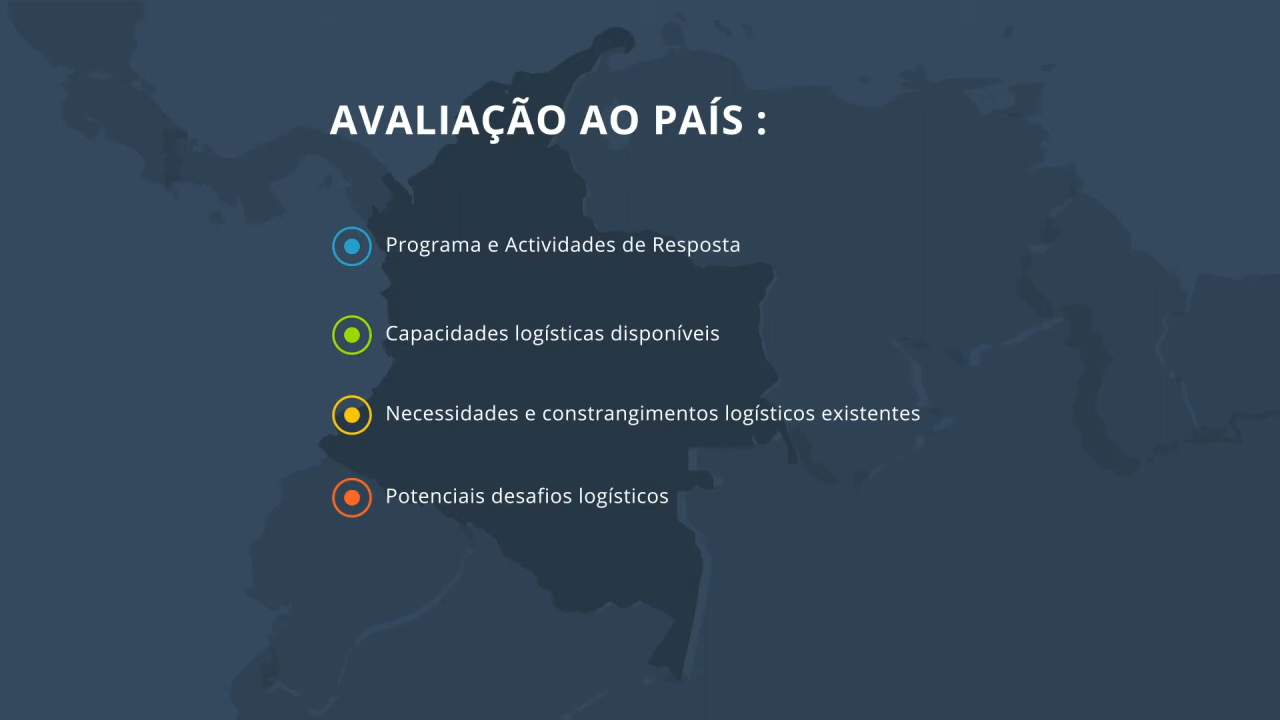 AVALIAÇÃO AO PAÍS :
Programa e Actividades de Resposta
Capacidades logísticas disponíveis
Necessidades e constrangimentos logísticos existentes
Potenciais desafios logísticos